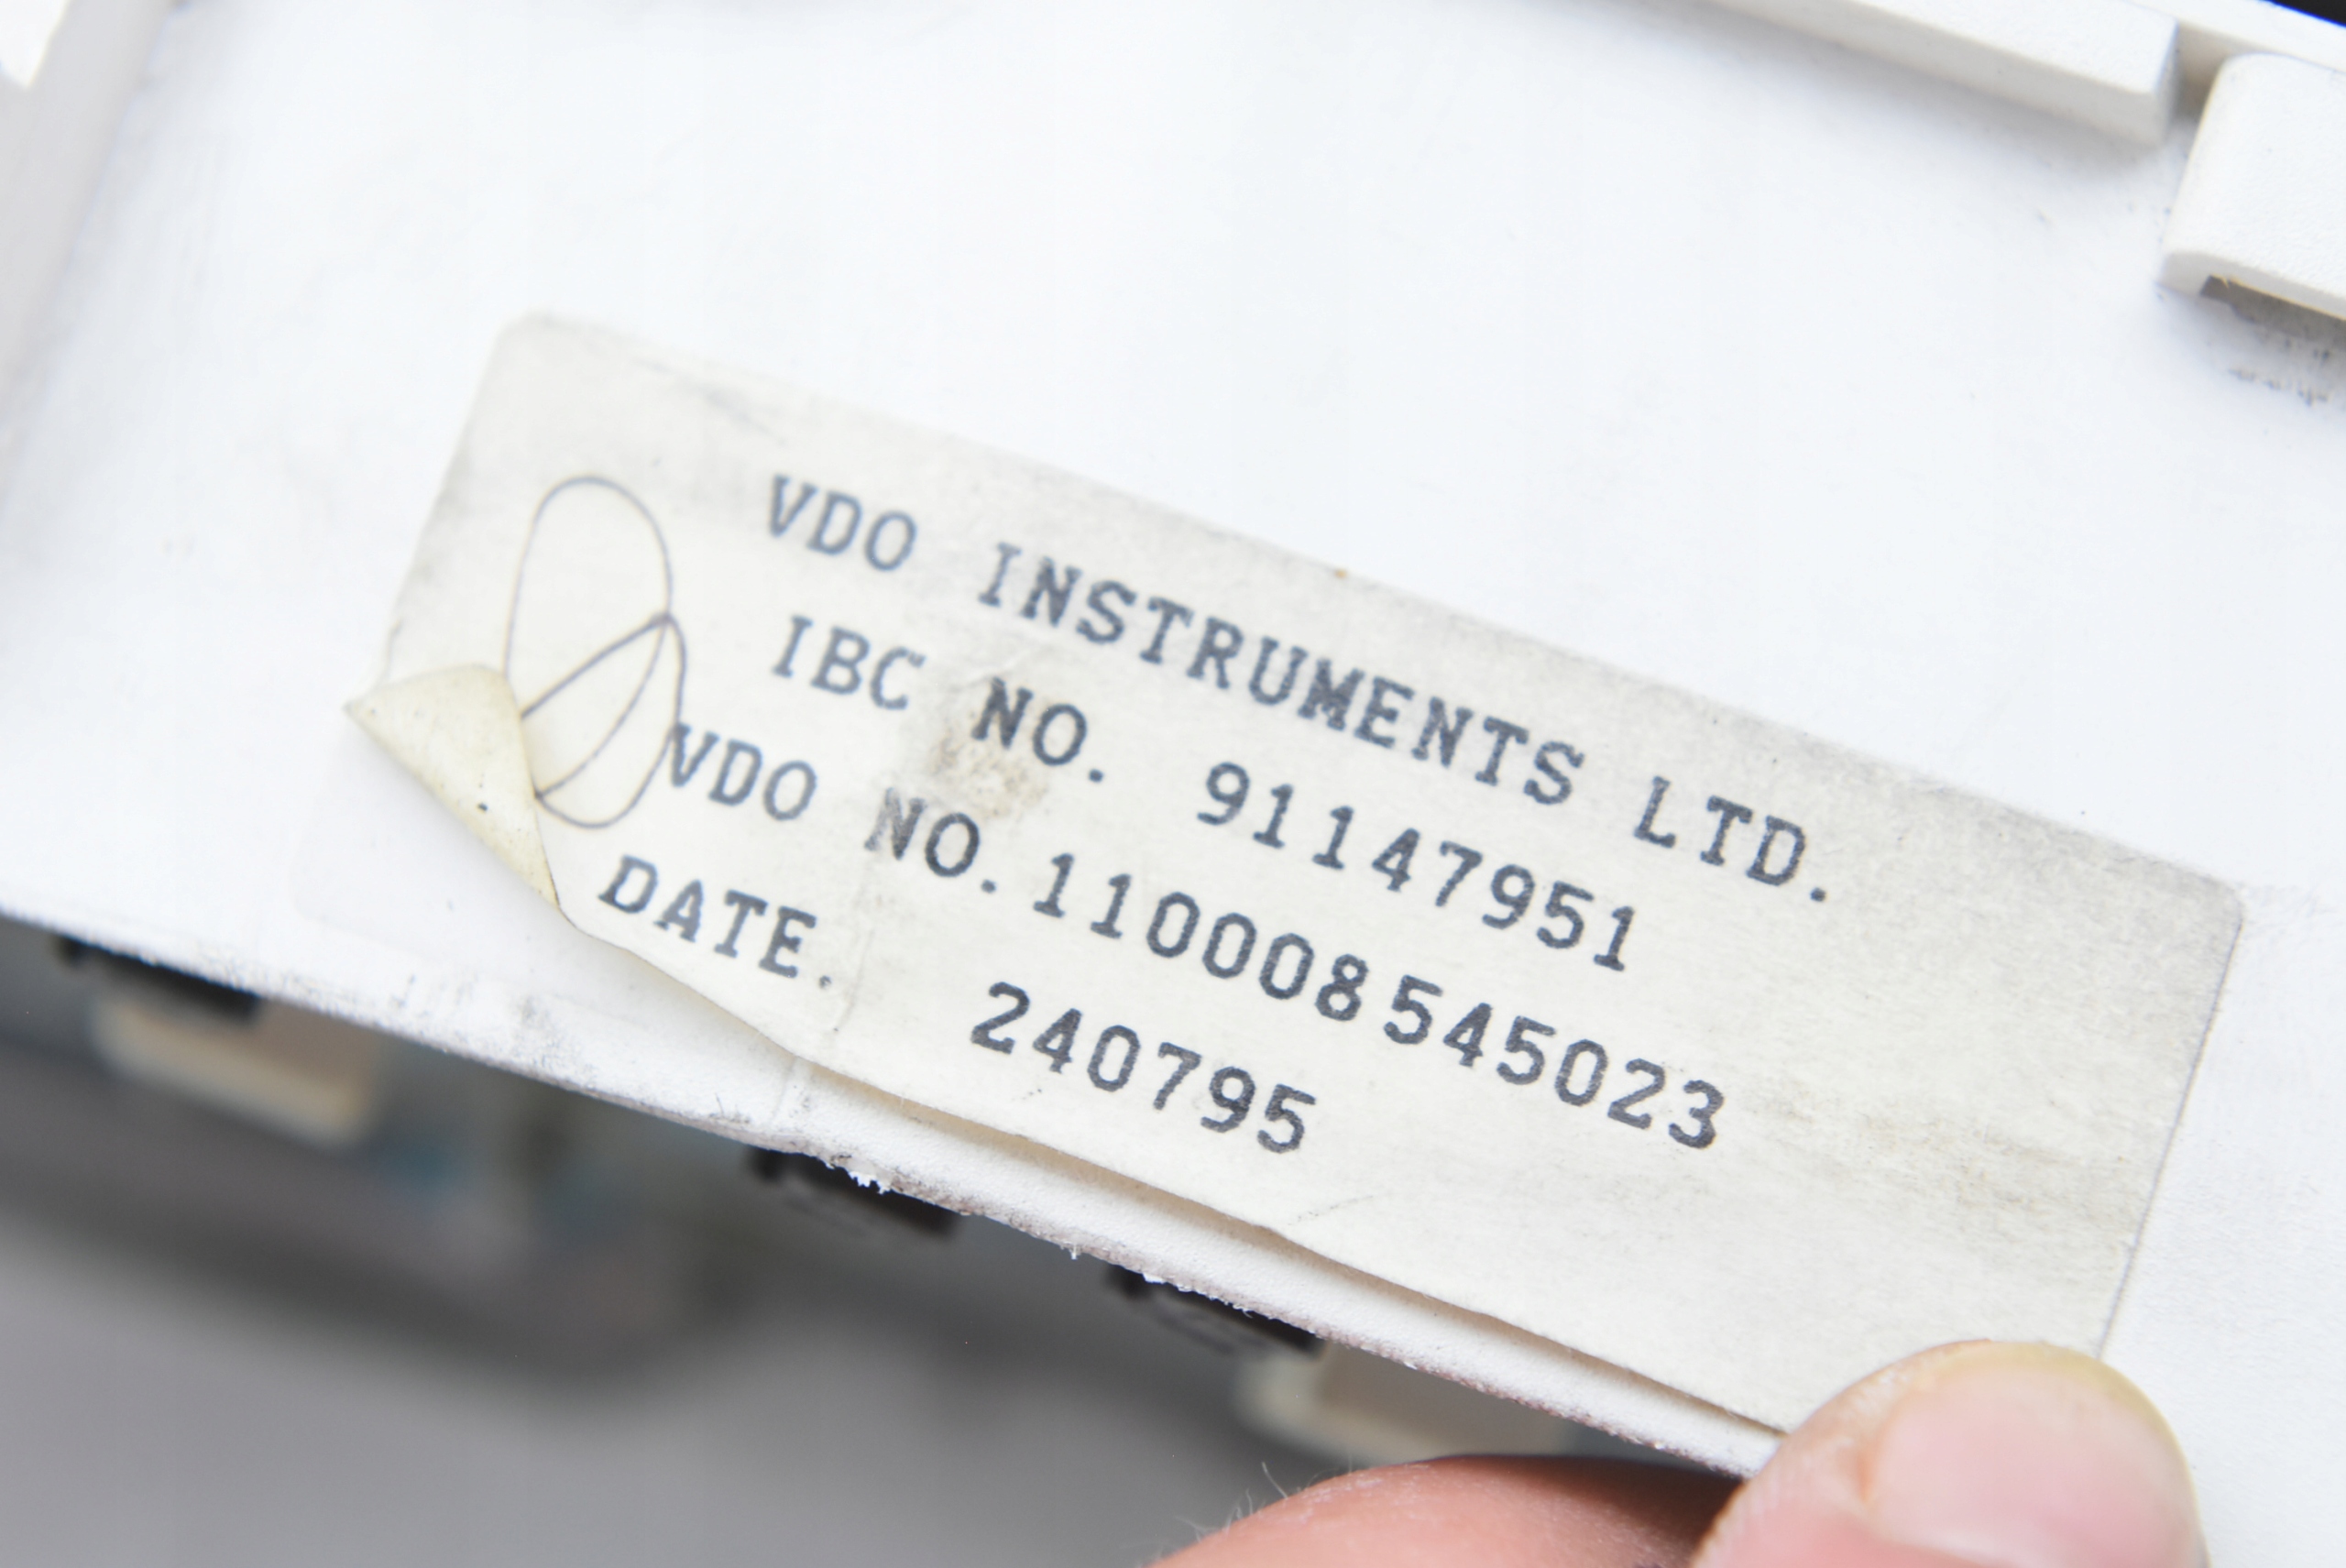 VDO INSTRUMENTS LTD.
IBC NO. 91147951
VDO NO.110008545023
DATE. 240795